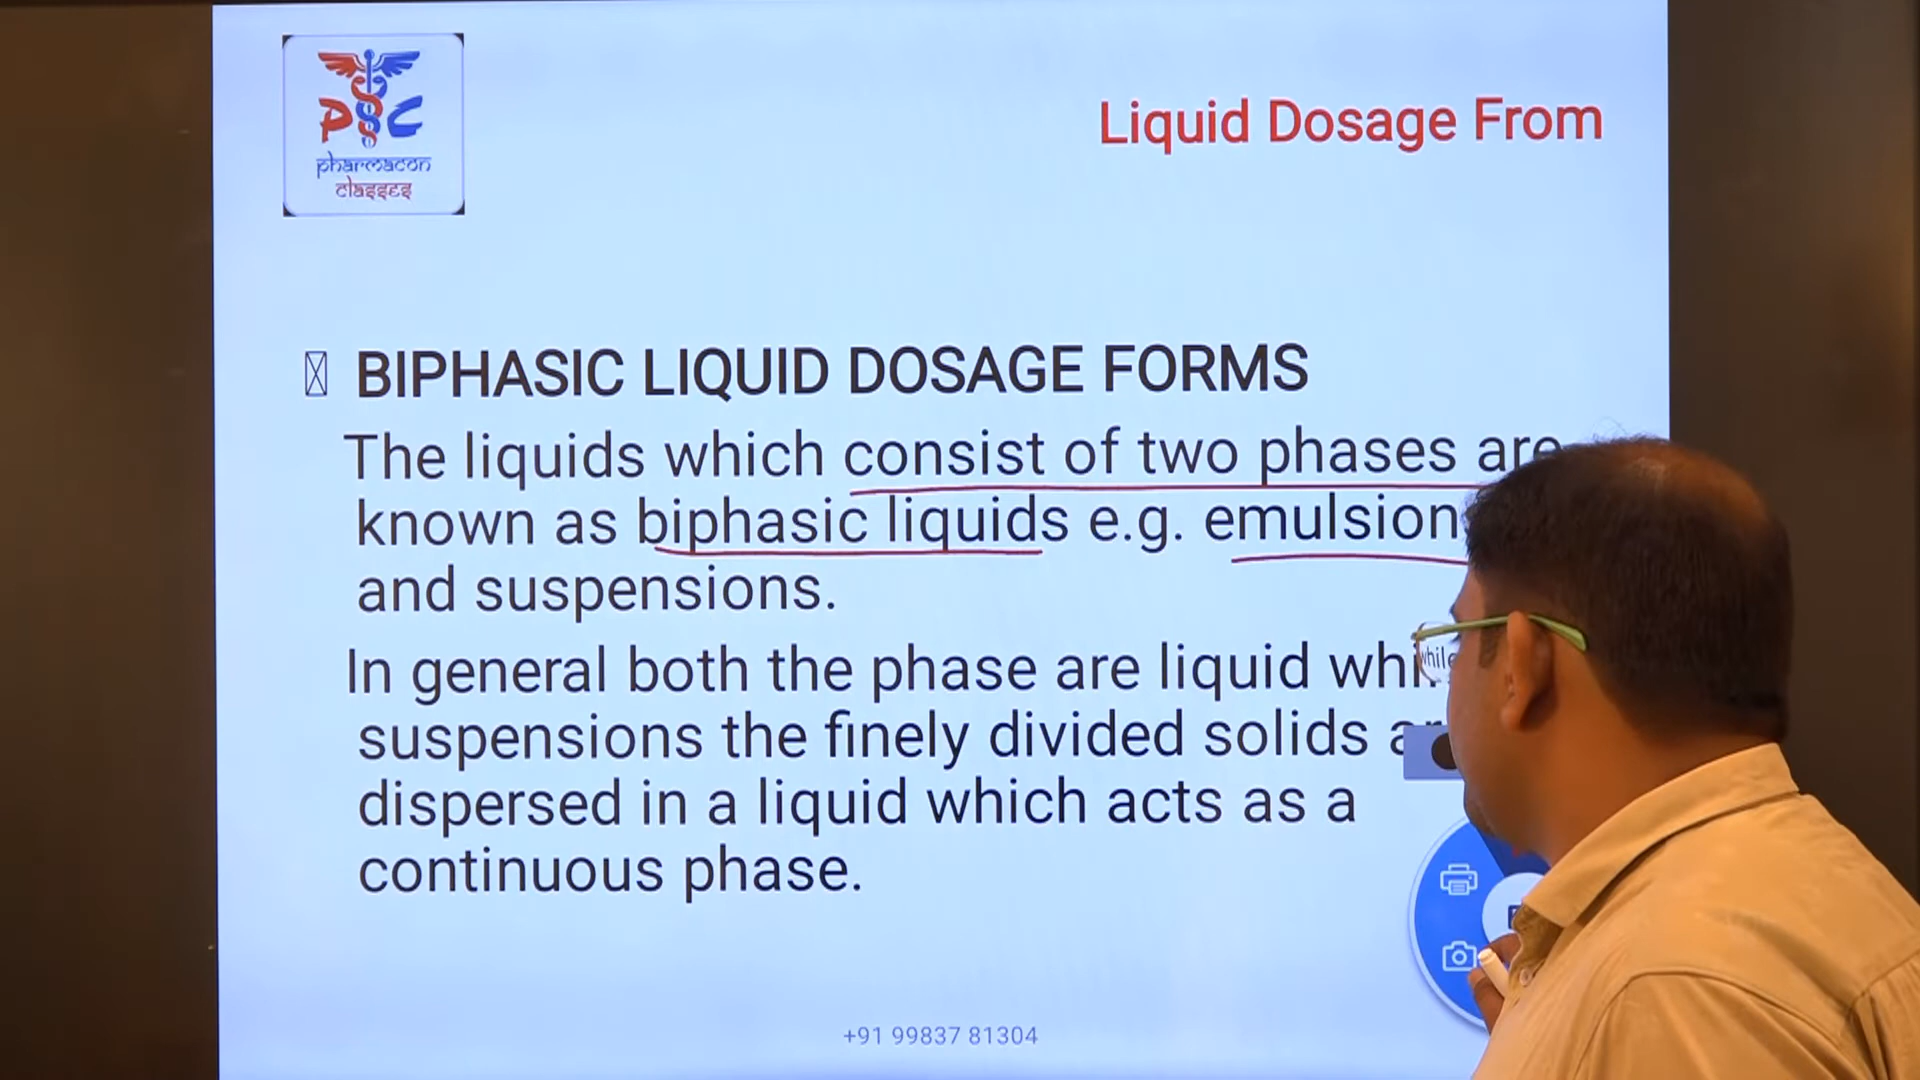 PC
pharmacon
classes
Liquid Dosage From
BIPHASIC LIQUID DOSAGE FORMS
The liquids which consist of two phases are
known as biphasic liquids e.g. emulsion
and suspensions.
In general both the phase are liquid while
suspensions the finely divided solids
dispersed in a liquid which acts as a
continuous phase.
+91 99837 81304